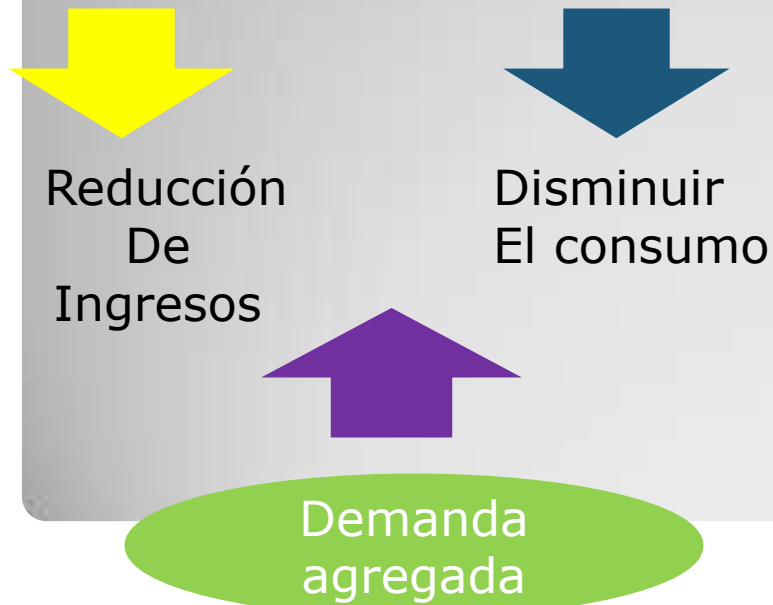 Reducción
De
Ingresos
Disminuir
El consumo
Demanda
agregada